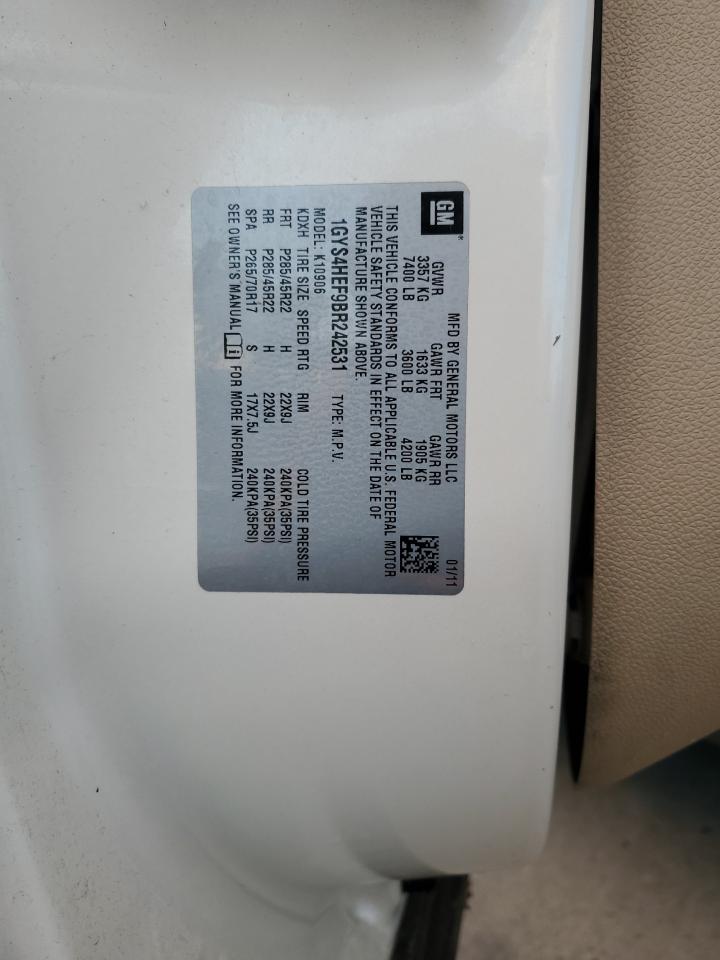 GM
MFD BY GENERAL MOTORS LLC 01/11
GVWR GAWR FRT GAWR RR
3357 KG 1633 KG 1905 KG
7400 LB 3600 LB 4200 LB
THIS VEHICLE CONFORMS TO ALL APPLICABLE U.S. FEDERAL MOTOR
VEHICLE SAFETY STANDARDS IN EFFECT ON THE DATE OF
MANUFACTURE SHOWN ABOVE.
1GYS4HEF9BR242531 TYPE: M.P.V.
MODEL: K10906
KDXH TIRE SIZE SPEED RTG RIM COLD TIRE PRESSURE
FRT P285/45R22 H 22X9J 240KPA(35PSI)
RR P285/45R22 H 22X9J 240KPA(35PSI)
SPA P265/70R17 S 17X7.5J 240KPA(35PSI)
SEE OWNER'S MANUAL i FOR MORE INFORMATION.